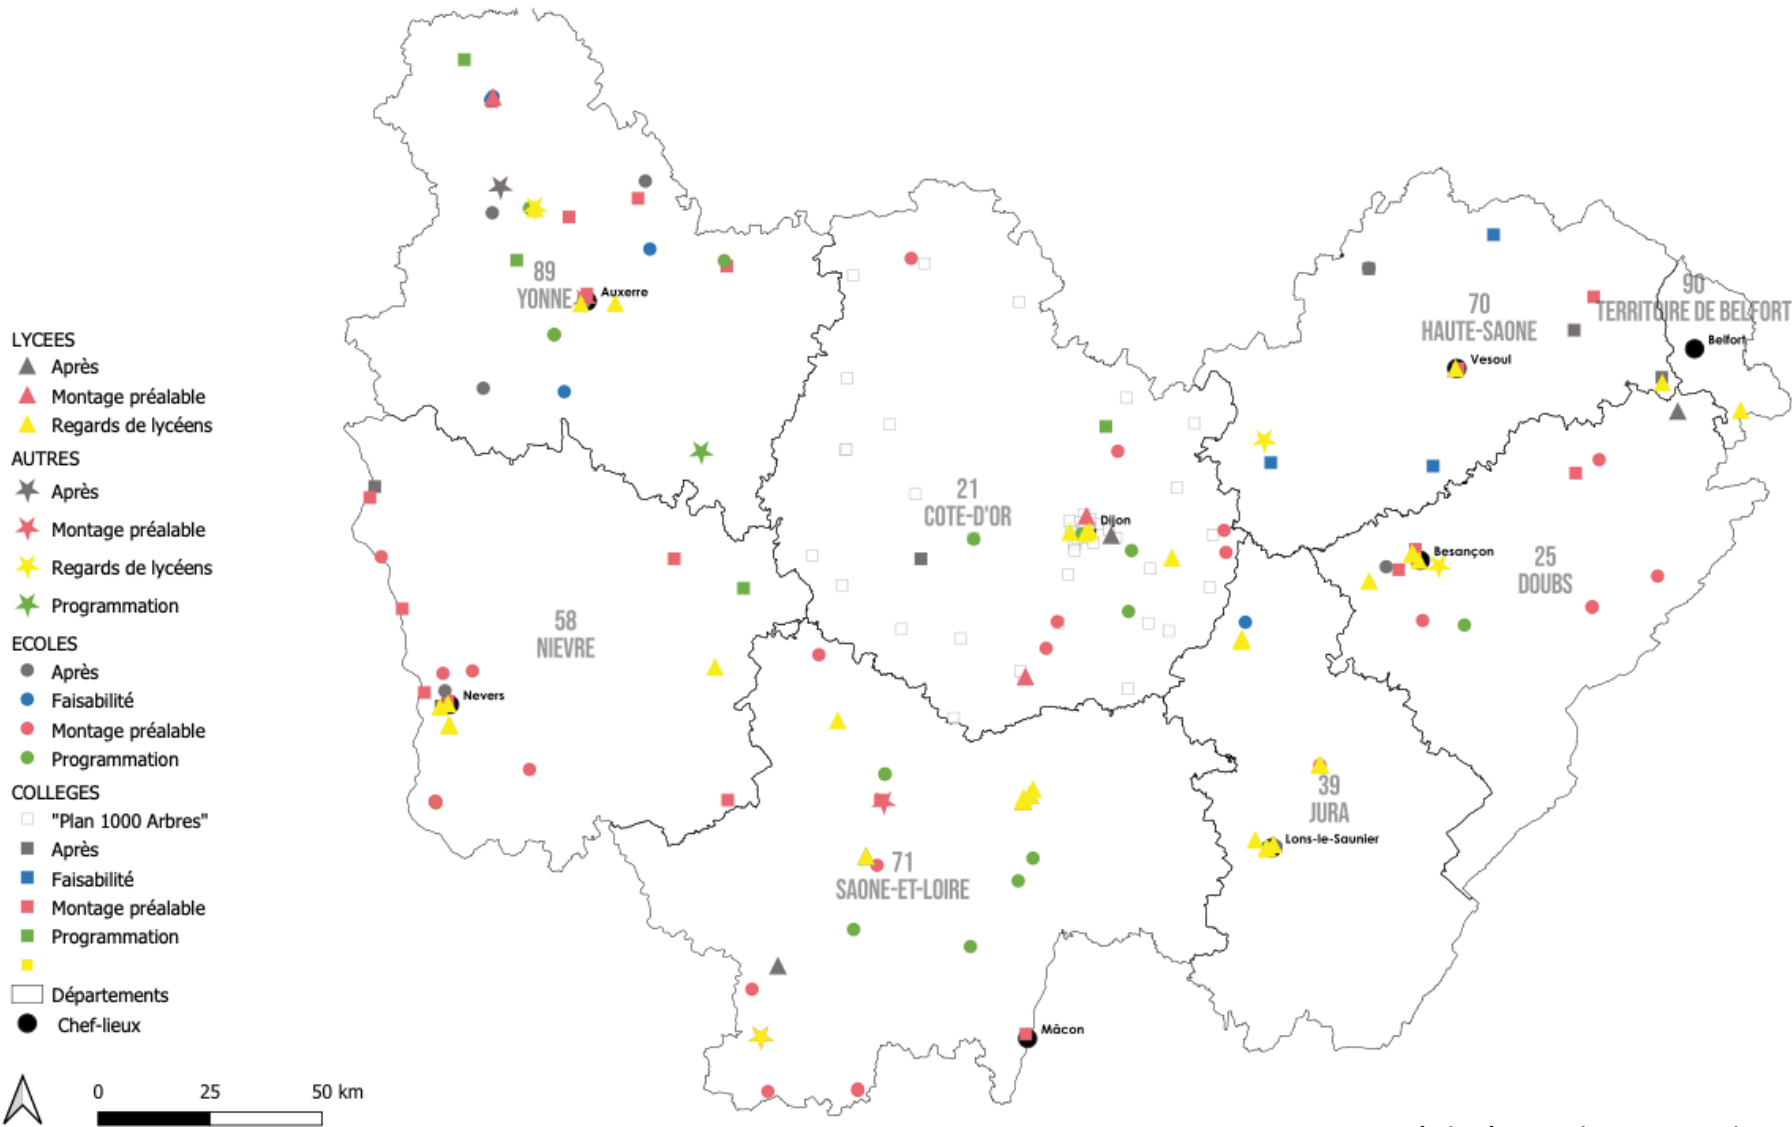 LYCEES
Après
Montage préalable
Regards de lycéens
AUTRES
Après
Montage préalable
Regards de lycéens
Programmation
ECOLES
Après
Faisabilité
Montage préalable
Programmation
COLLEGES
"Plan 1000 Arbres"
Après
Faisabilité
Montage préalable
Programmation
Départements
Chef-lieux
0 25 50 km
89
YONNE
Auxerre
58
NIEVRE
Nevers
21
COTE-D'OR
Dijon
71
SAONE-ET-LOIRE
Mâcon
70
HAUTE-SAONE
Vesoul
90
TERRITOIRE DE BELFORT
Belfort
25
DOUBS
Besançon
39
JURA
Lons-le-Saunier